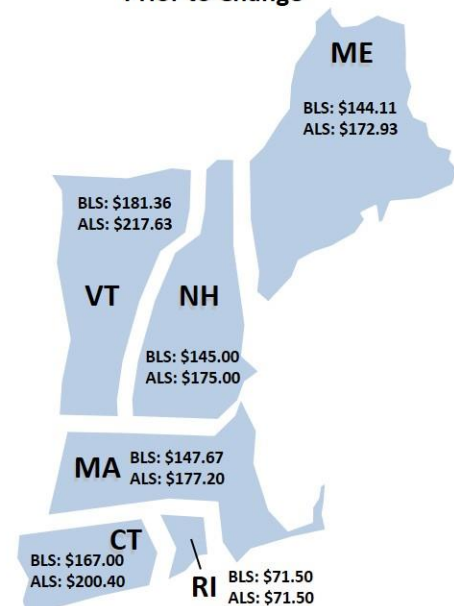 Prior to Change
ME
BLS: $144.11
ALS: $172.93
BLS: $181.36
ALS: $217.63
VT
NH
BLS: $145.00
ALS: $175.00
MA
BLS: $147.67
ALS: $177.20
CT
BLS: $167.00
ALS: $200.40
RI
BLS: $71.50
ALS: $71.50